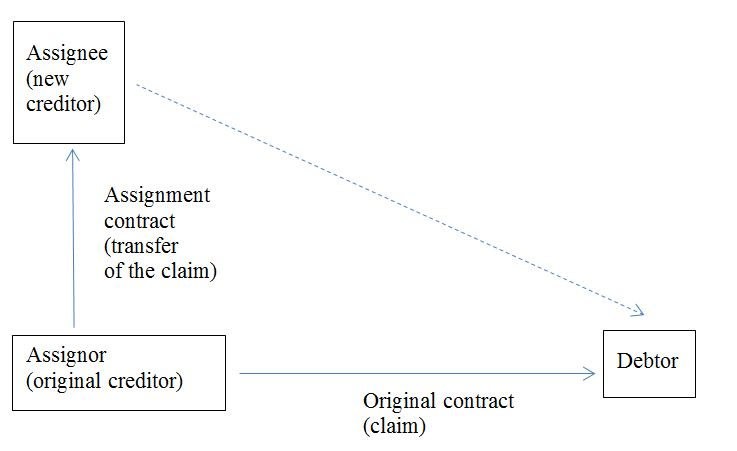 Assignee
(new
creditor)
Assignment
contract
(transfer
of the claim)
Assignor
(original creditor)
Debtor
Original contract
(claim)